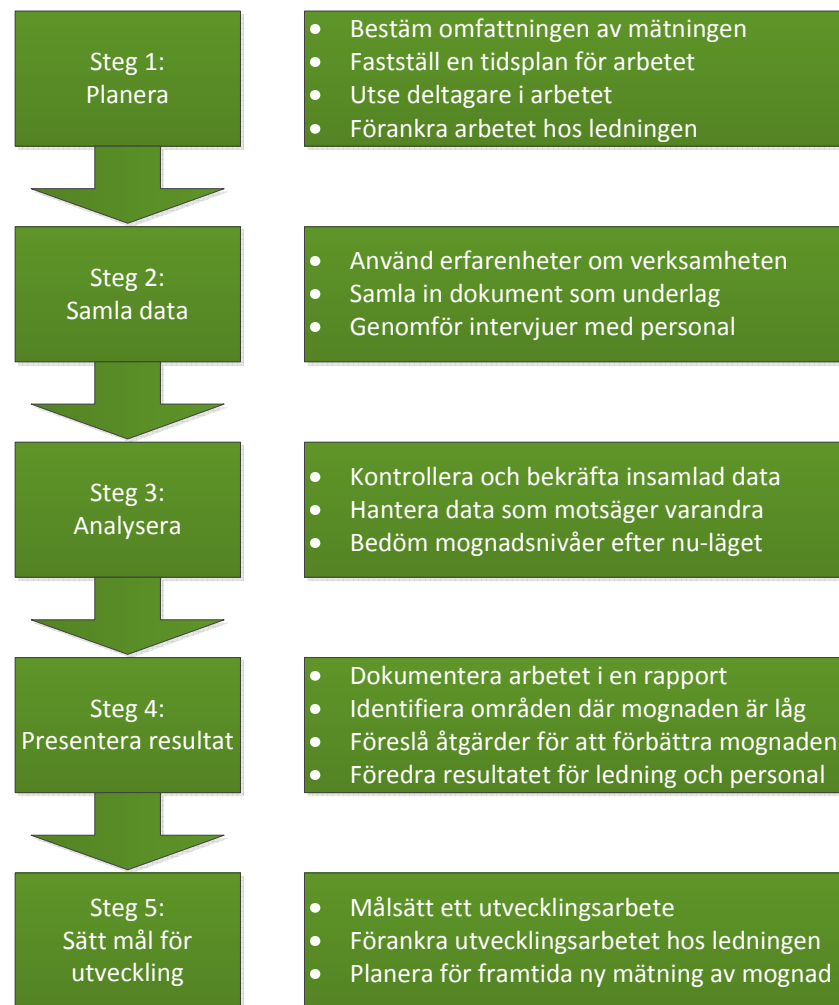 Steg 1:
Planera
• Bestäm omfattningen av mätningen
• Fastställ en tidsplan för arbetet
• Utse deltagare i arbetet
• Förankra arbetet hos ledningen
Steg 2:
Samla data
• Använd erfarenheter om verksamheten
• Samla in dokument som underlag
• Genomför intervjuer med personal
Steg 3:
Analysera
• Kontrollera och bekräfta insamlad data
• Hantera data som motsäger varandra
• Bedöm mognadsnivåer efter nu-läget
Steg 4:
Presentera resultat
• Dokumentera arbetet i en rapport
• Identifiera områden där mognaden är låg
• Föreslå åtgärder för att förbättra mognaden
• Föredra resultatet för ledning och personal
Steg 5:
Sätt mål för
utveckling
• Målsätt ett utvecklingsarbete
• Förankra utvecklingsarbetet hos ledningen
• Planera för framtida ny mätning av mognad